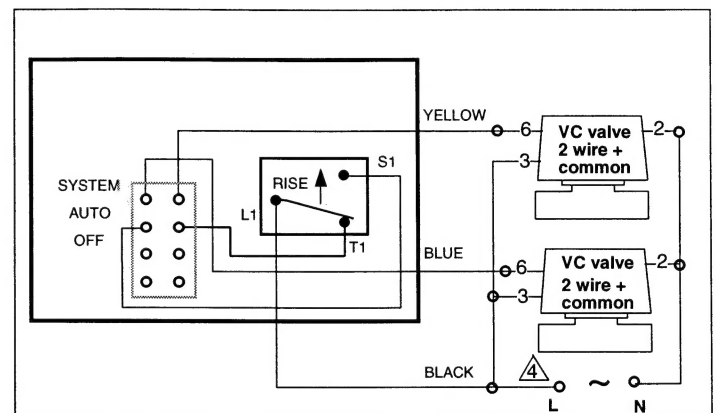 YELLOW
6
VC valve
2 wire +
common
2
3
S1
RISE
SYSTEM
AUTO
OFF
L1
T1
BLUE
6
VC valve
2 wire +
common
2
3
BLACK
4
~
L
N